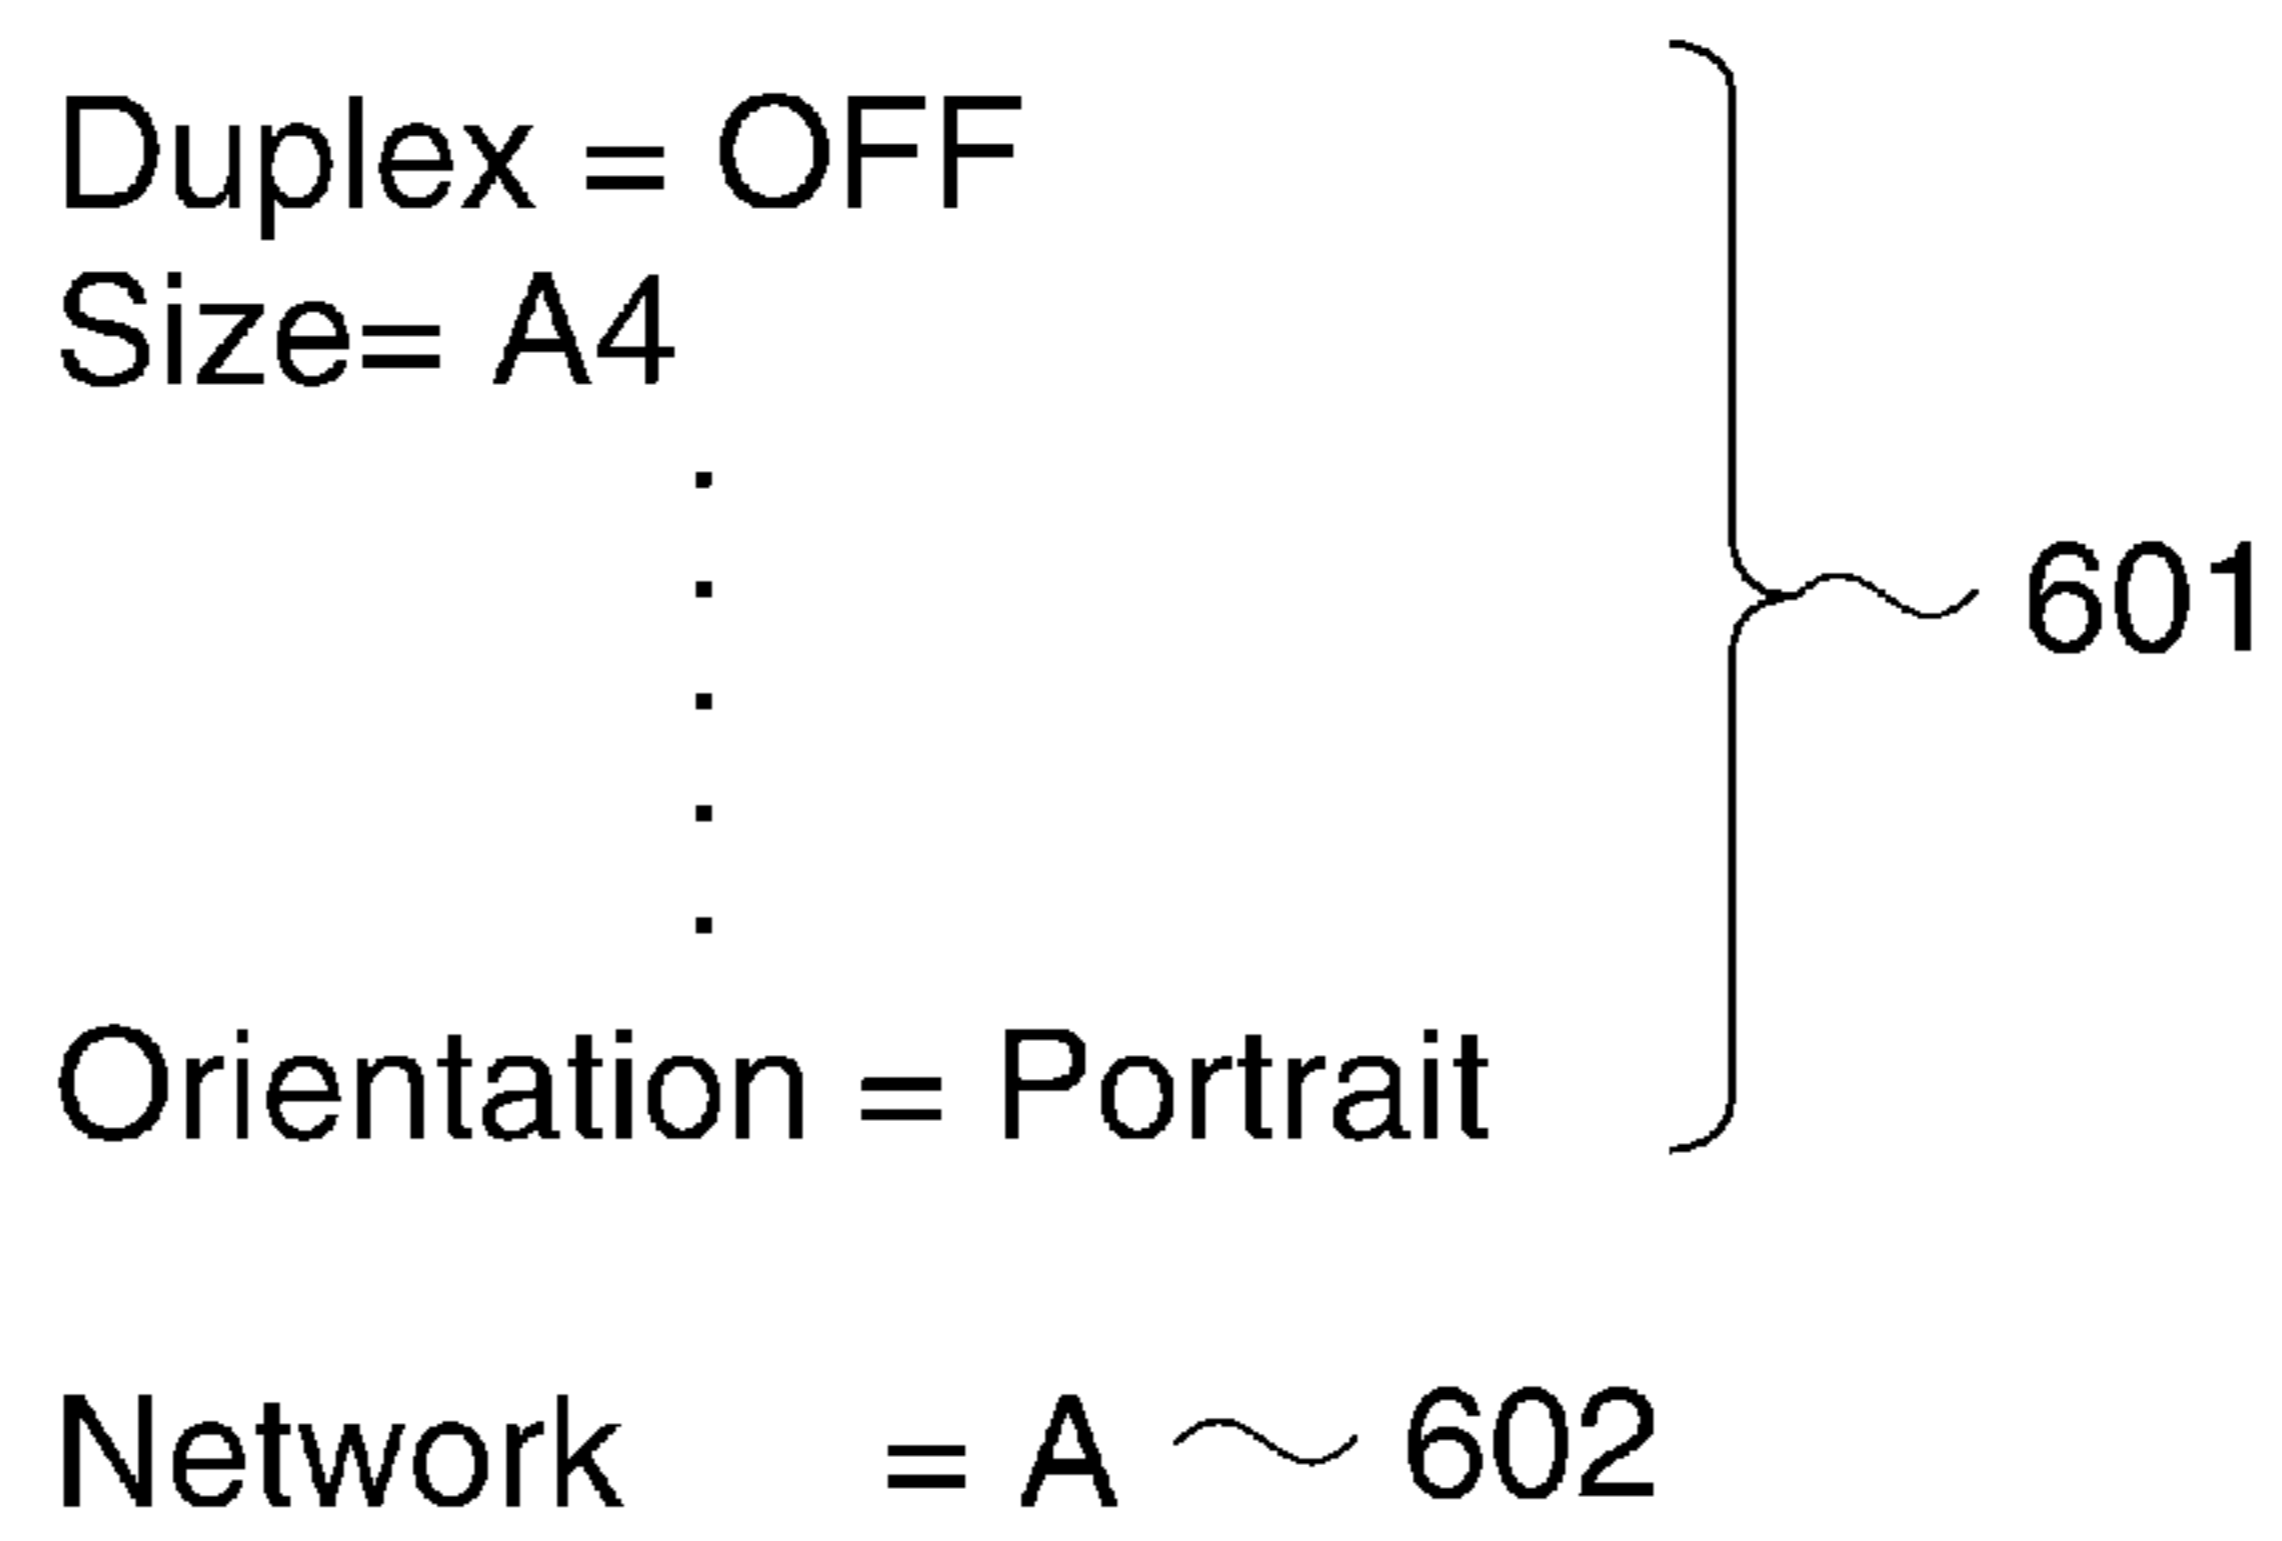 Duplex = OFF
Size= A4
.
.
.
.
.
601
Orientation = Portrait
Network = A 602